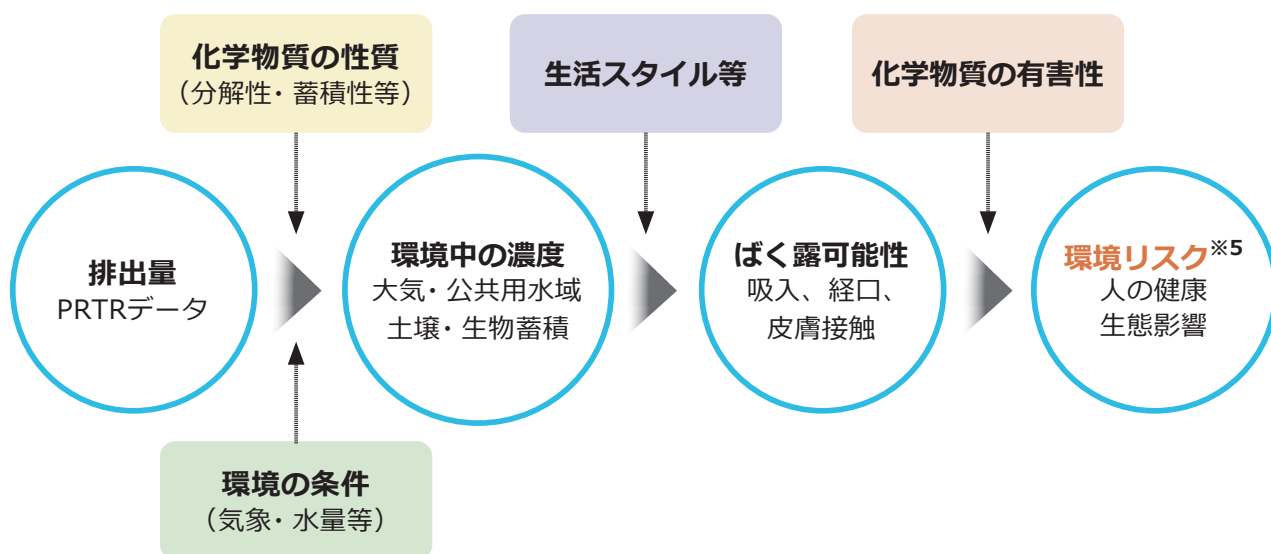 化学物質の性質
（分解性・蓄積性等）
生活スタイル等
化学物質の有害性
排出量
PRTRデータ
環境中の濃度
大気・公共用水域
土壌・生物蓄積
ばく露可能性
吸入、経口、
皮膚接触
環境リスク※5
人の健康
生態影響
環境の条件
（気象・水量等）